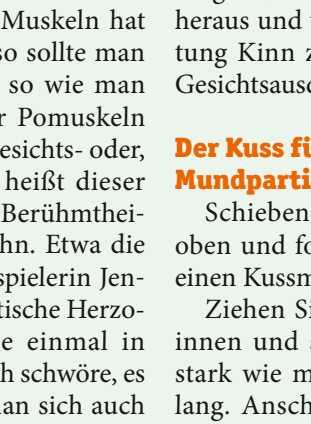 Muskeln hat
so sollte man
so wie man
Pomuskeln
esichts- oder,
heißt dieser
Berühmthei-
hn. Etwa die
spielerin Jen-
tische Herzo-
e einmal in
h schwöre, es
an sich auch
heraus und
tung Kinn z
Gesichtsausd
Der Kuss fü
Mundparti
Schieben
oben und fo
einen Kussm
Ziehen Si
innen und
stark wie m
lang. Ansch